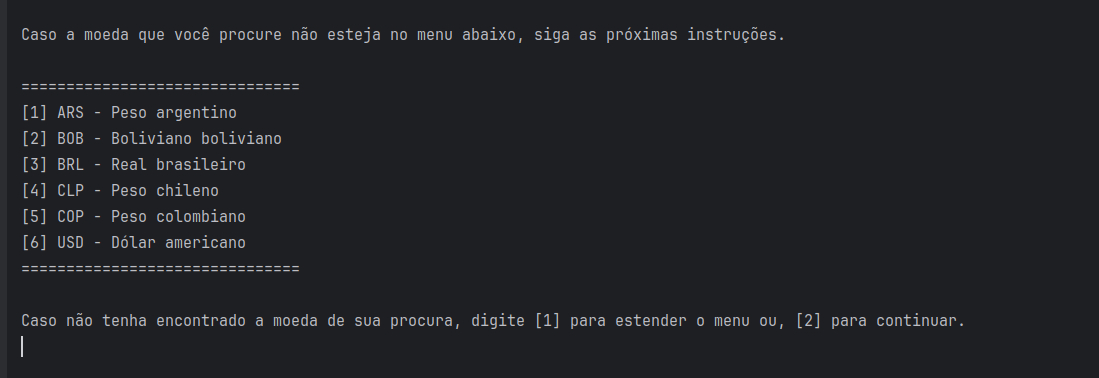 Caso a moeda que você procure não esteja no menu abaixo, siga as próximas instruções.
===============================
[1] ARS - Peso argentino
[2] BOB - Boliviano boliviano
[3] BRL - Real brasileiro
[4] CLP - Peso chileno
[5] COP - Peso colombiano
[6] USD - Dólar americano
===============================
Caso não tenha encontrado a moeda de sua procura, digite [1] para estender o menu ou, [2] para continuar.